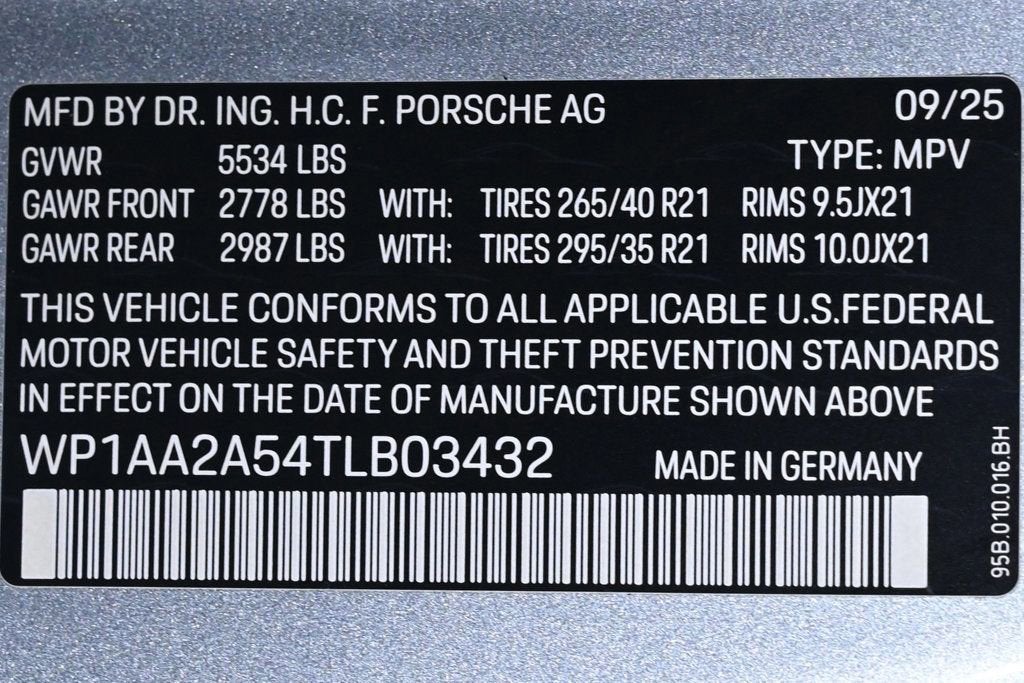 MFD BY DR. ING. H.C. F. PORSCHE AG 09/25
GVWR 5534 LBS TYPE: MPV
GAWR FRONT 2778 LBS WITH: TIRES 265/40 R21 RIMS 9.5JX21
GAWR REAR 2987 LBS WITH: TIRES 295/35 R21 RIMS 10.0JX21
THIS VEHICLE CONFORMS TO ALL APPLICABLE U.S.FEDERAL
MOTOR VEHICLE SAFETY AND THEFT PREVENTION STANDARDS
IN EFFECT ON THE DATE OF MANUFACTURE SHOWN ABOVE
WP1AA2A54TLB03432 MADE IN GERMANY
95B.010.016.BH